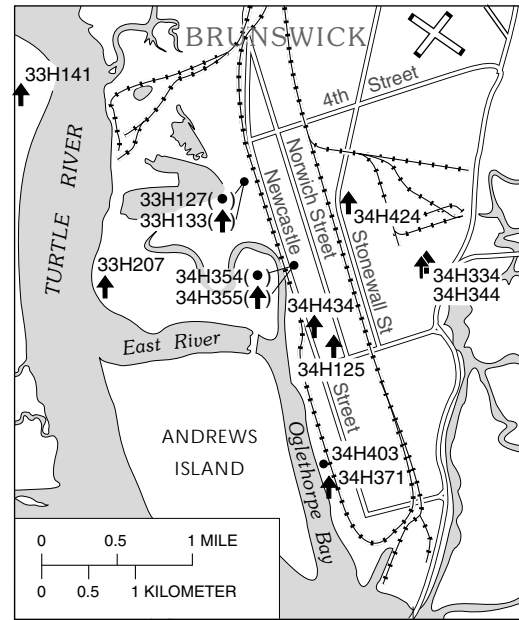 BRUNSWICK
33H141
4th Street
TURTLE RIVER
Norwich Street
Newcastle
Street
Stonewall St
33H127(●)
33H133(⬆)
34H424
33H207
34H354(●)
34H355(⬆)
34H334
34H344
34H434
East River
34H125
ANDREWS
ISLAND
Oglethorpe Bay
34H403
34H371
0 0.5 1 MILE
0 0.5 1 KILOMETER